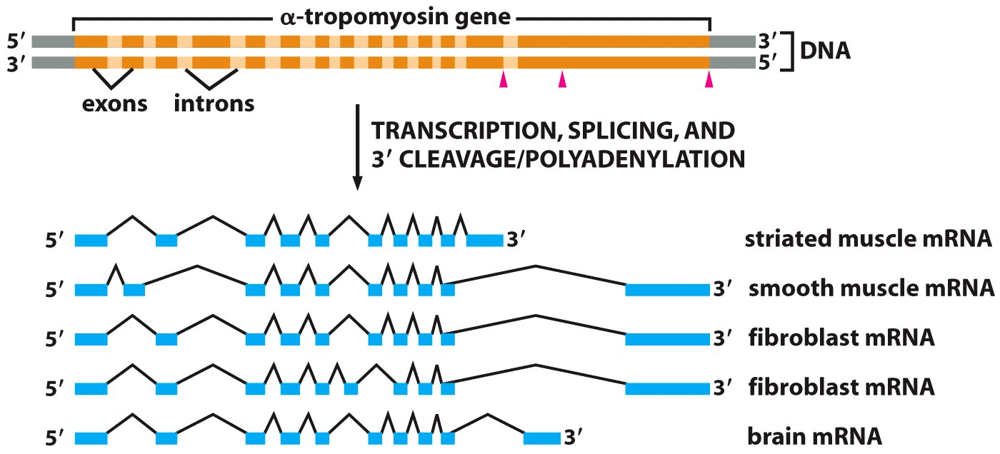 α-tropomyosin gene
5′ 3′
3′ 5′
DNA
exons introns
TRANSCRIPTION, SPLICING, AND
3′ CLEAVAGE/POLYADENYLATION
5′ 3′ striated muscle mRNA
5′ 3′ smooth muscle mRNA
5′ 3′ fibroblast mRNA
5′ 3′ fibroblast mRNA
5′ 3′ brain mRNA